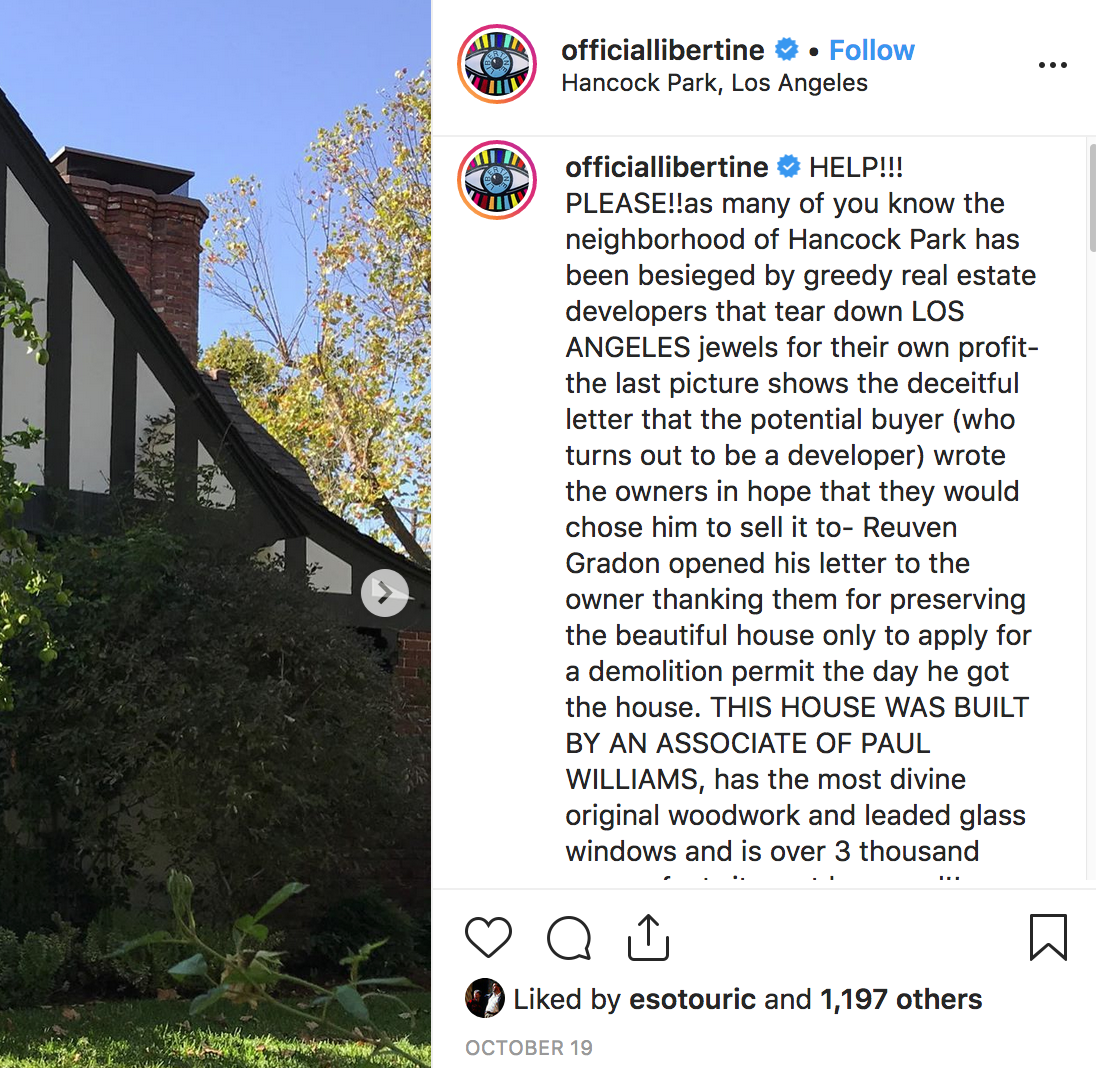 officiallibertine • Follow
Hancock Park, Los Angeles
officiallibertine HELP!!!
PLEASE!!as many of you know the
neighborhood of Hancock Park has
been besieged by greedy real estate
developers that tear down LOS
ANGELES jewels for their own profit-
the last picture shows the deceitful
letter that the potential buyer (who
turns out to be a developer) wrote
the owners in hope that they would
chose him to sell it to- Reuven
Gradon opened his letter to the
owner thanking them for preserving
the beautiful house only to apply for
a demolition permit the day he got
the house. THIS HOUSE WAS BUILT
BY AN ASSOCIATE OF PAUL
WILLIAMS, has the most divine
original woodwork and leaded glass
windows and is over 3 thousand
Liked by esotouric and 1,197 others
OCTOBER 19